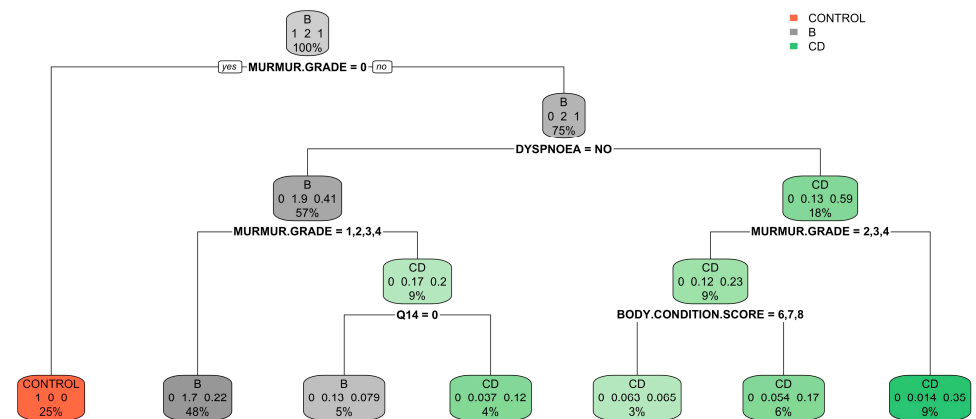 B
1 2 1
100%
CONTROL
B
CD
yes MURMUR.GRADE = 0 no
B
0 2 1
75%
DYSPNOEA = NO
B
0 1.9 0.41
57%
CD
0 0.13 0.59
18%
MURMUR.GRADE = 1,2,3,4
MURMUR.GRADE = 2,3,4
CD
0 0.17 0.2
9%
CD
0 0.12 0.23
9%
Q14 = 0
BODY.CONDITION.SCORE = 6,7,8
CONTROL
1 0 0
25%
B
0 1.7 0.22
48%
B
0 0.13 0.079
5%
CD
0 0.037 0.12
4%
CD
0 0.063 0.065
3%
CD
0 0.054 0.17
6%
CD
0 0.014 0.35
9%